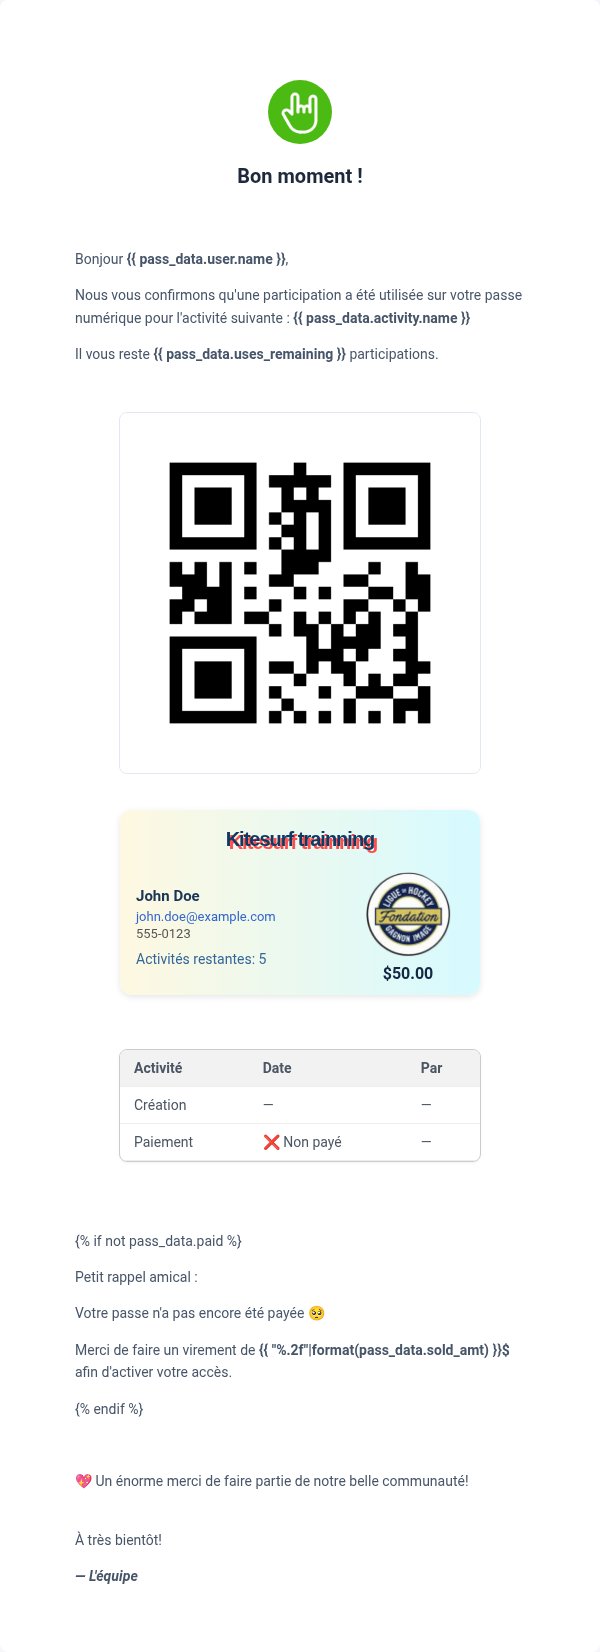 Bon moment !
Bonjour {{ pass_data.user.name }},
Nous vous confirmons qu'une participation a été utilisée sur votre passe
numérique pour l'activité suivante : {{ pass_data.activity.name }}
Il vous reste {{ pass_data.uses_remaining }} participations.
Kitesurf trainning
John Doe
john.doe@example.com
555-0123
Activités restantes: 5
LIGUE DE HOCKEY
Fondation
GAGNON IMAGE
$50.00
Activité Date Par
Création — —
Paiement ❌ Non payé —
{% if not pass_data.paid %}
Petit rappel amical :
Votre passe n'a pas encore été payée 🥺
Merci de faire un virement de {{ "%.2f"|format(pass_data.sold_amt) }}$
afin d'activer votre accès.
{% endif %}
💖 Un énorme merci de faire partie de notre belle communauté!
À très bientôt!
— L'équipe